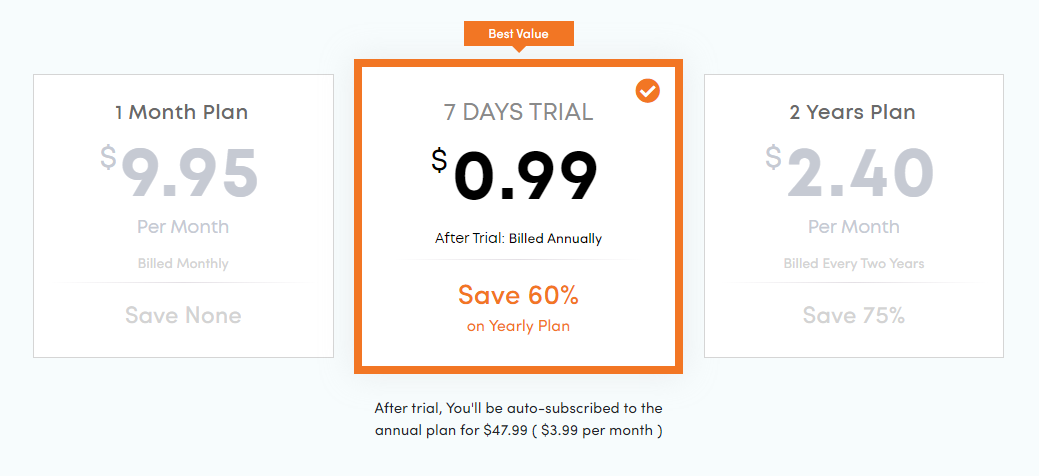 Best Value
1 Month Plan
$9.95
Per Month
Billed Monthly
Save None
7 DAYS TRIAL
$0.99
After Trial: Billed Annually
Save 60%
on Yearly Plan
2 Years Plan
$2.40
Per Month
Billed Every Two Years
Save 75%
After trial, You'll be auto-subscribed to the
annual plan for $47.99 ( $3.99 per month )